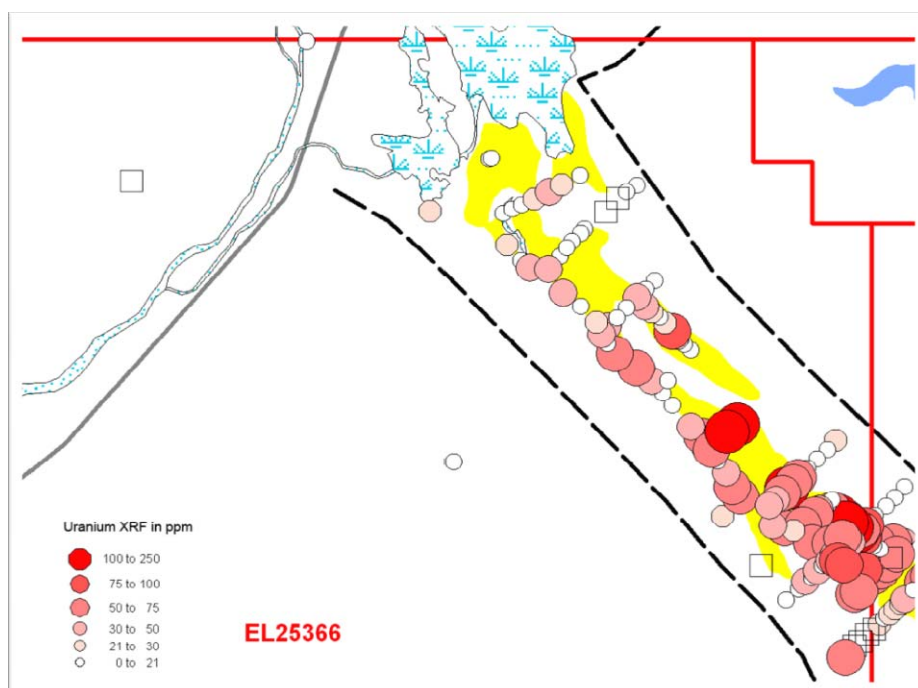 Uranium XRF in ppm
100 to 250
75 to 100
50 to 75
30 to 50
21 to 30
0 to 21
EL25366